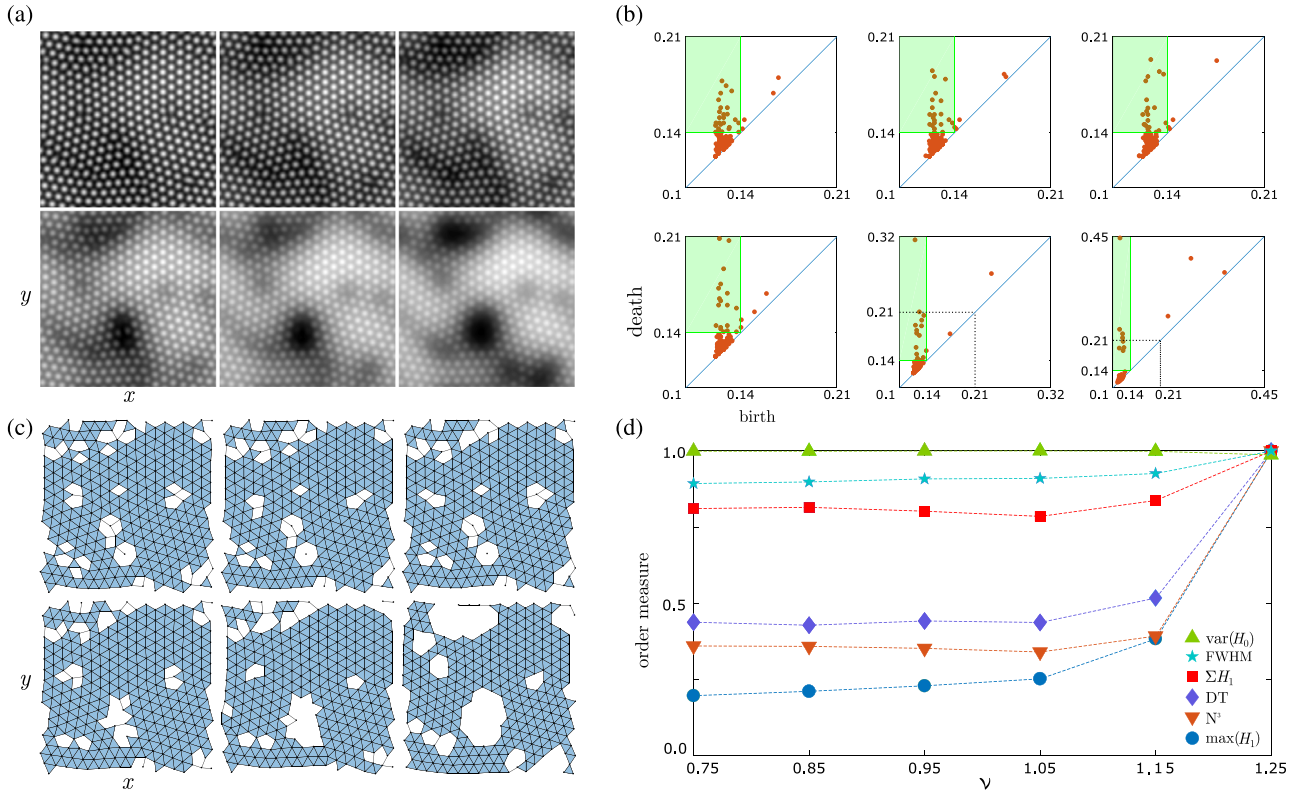 (a)
y
x
(b)
0.21
0.14
0.1
0.14
0.21
0.21
0.14
0.1
0.14
0.21
0.21
0.14
0.1
0.14
0.21
death
0.21
0.14
0.1
0.14
0.21
birth
0.32
0.21
0.14
0.1
0.14
0.21
0.32
0.45
0.21
0.14
0.1
0.14
0.21
0.45
(c)
y
x
(d)
order measure
1.0
0.5
0.0
0.75
0.85
0.95
1.05
1.15
1.25
ν
var(H₀)
FWHM
ΣH₁
DT
N³
max(H₁)